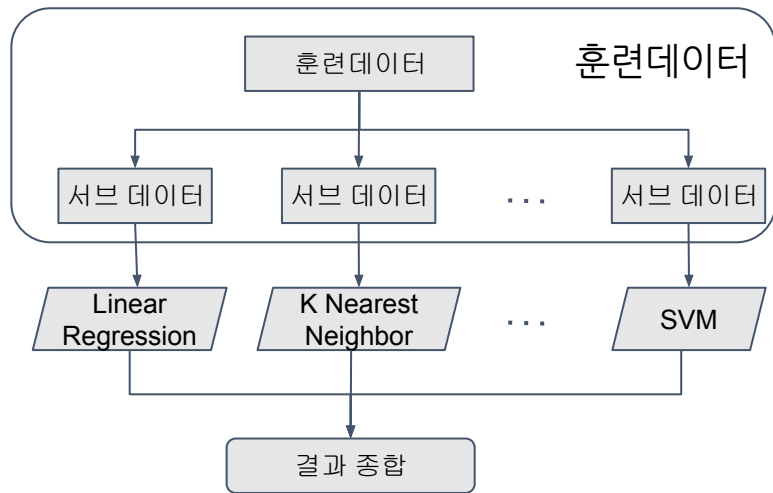 훈련데이터
훈련데이터
서브 데이터
서브 데이터
...
서브 데이터
Linear
Regression
K Nearest
Neighbor
...
SVM
결과 종합